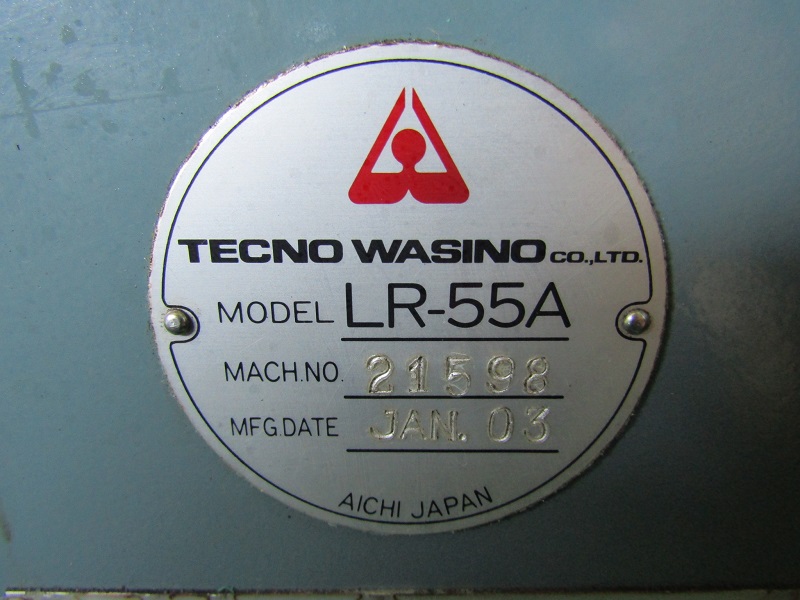 TECNO WASINO CO.,LTD.
MODEL LR-55A
MACH.NO. 21598
MFG.DATE JAN. 03
AICHI JAPAN